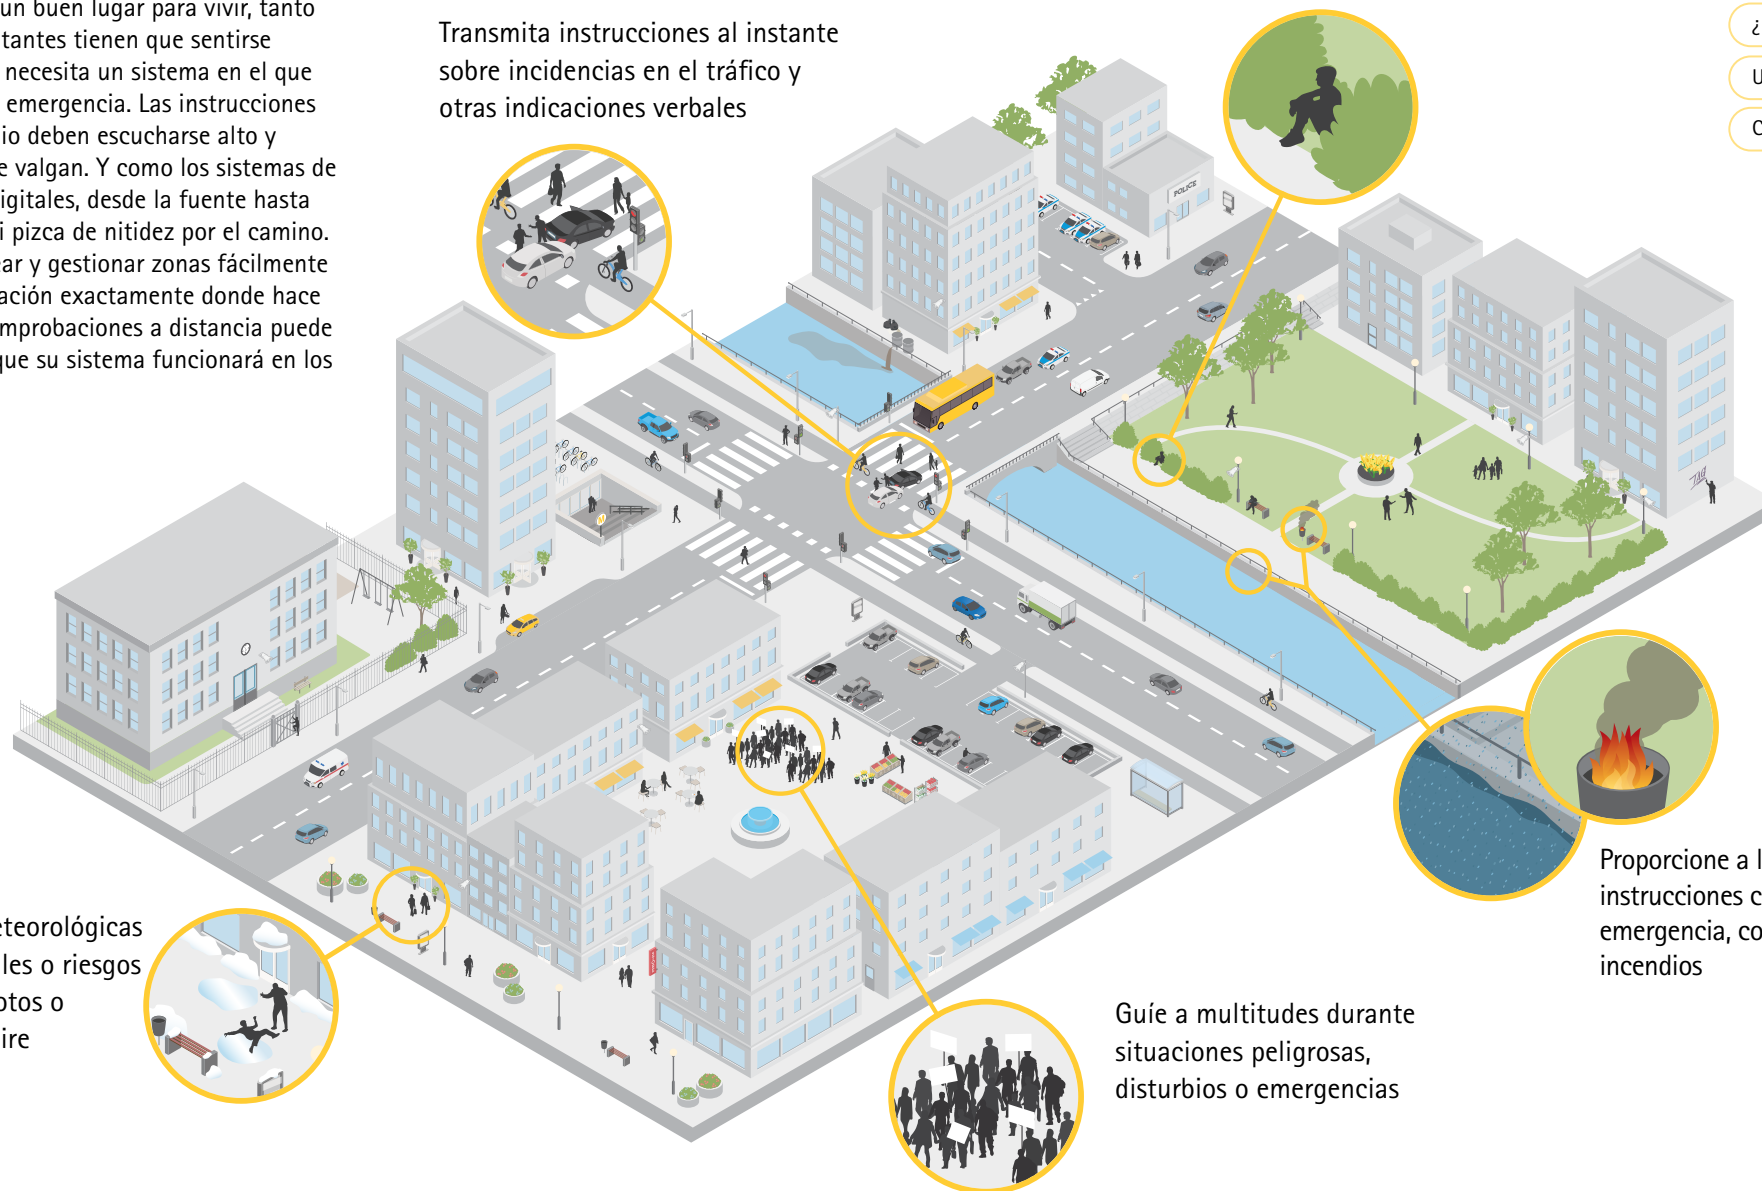 un buen lugar para vivir, tanto
tantes tienen que sentirse
necesita un sistema en el que
emergencia. Las instrucciones
io deben escucharse alto y
e valgan. Y como los sistemas de
igitales, desde la fuente hasta
i pizca de nitidez por el camino.
ear y gestionar zonas fácilmente
ación exactamente donde hace
omprobaciones a distancia puede
que su sistema funcionará en los
Transmita instrucciones al instante
sobre incidencias en el tráfico y
otras indicaciones verbales
¿
U
C
POLICE
TAG
Proporcione a l
instrucciones c
emergencia, co
incendios
eteorológicas
les o riesgos
otos o
ire
Guíe a multitudes durante
situaciones peligrosas,
disturbios o emergencias